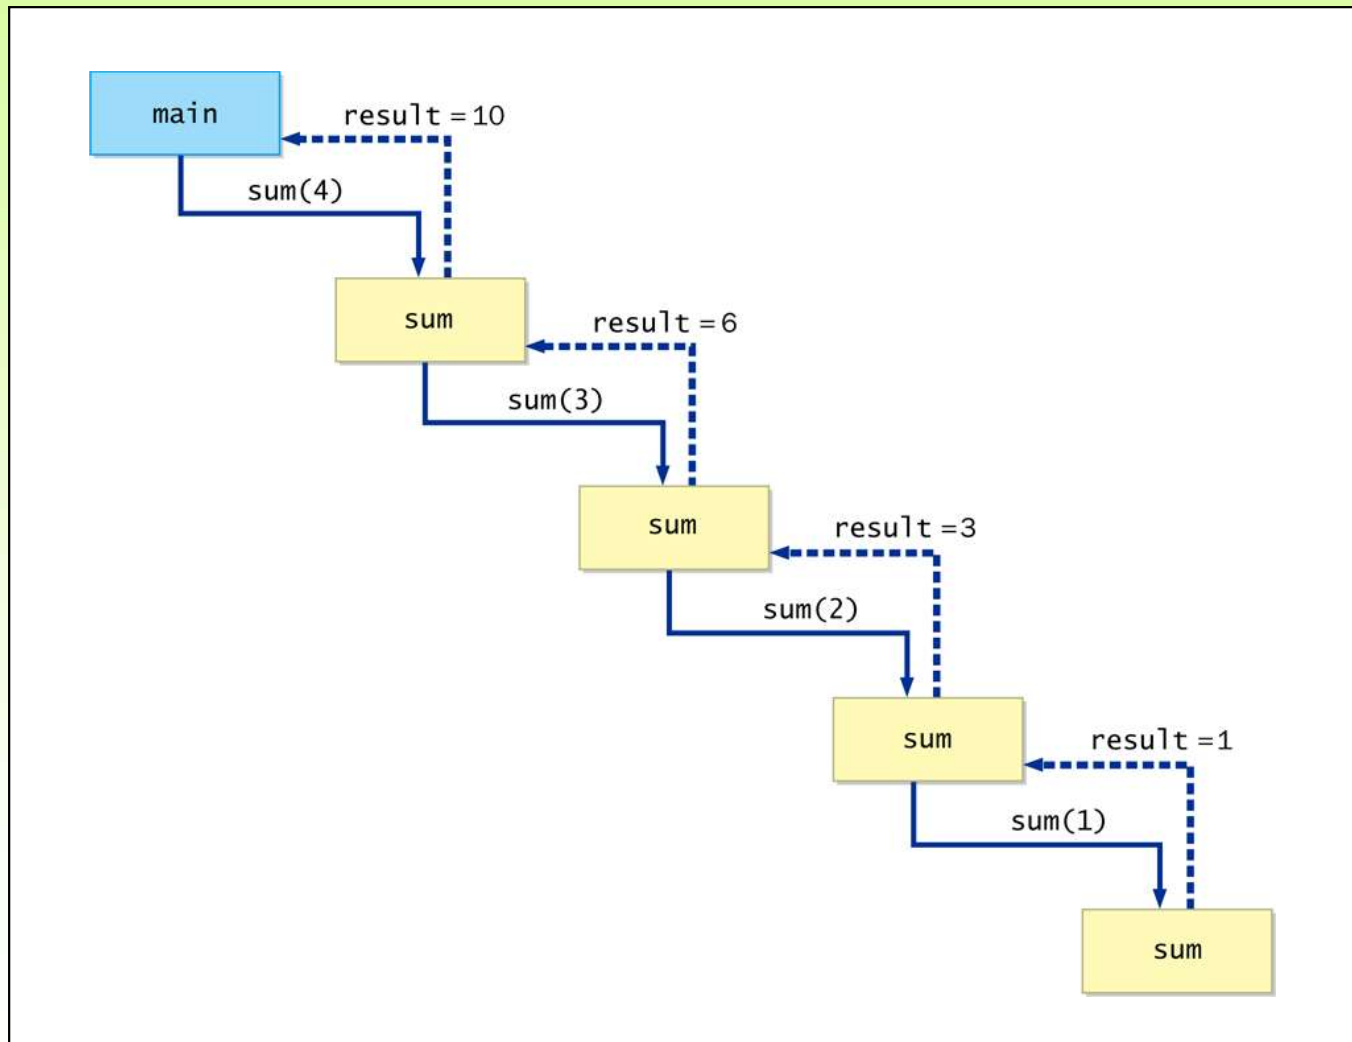 main
result = 10
sum(4)
sum
result = 6
sum(3)
sum
result = 3
sum(2)
sum
result = 1
sum(1)
sum